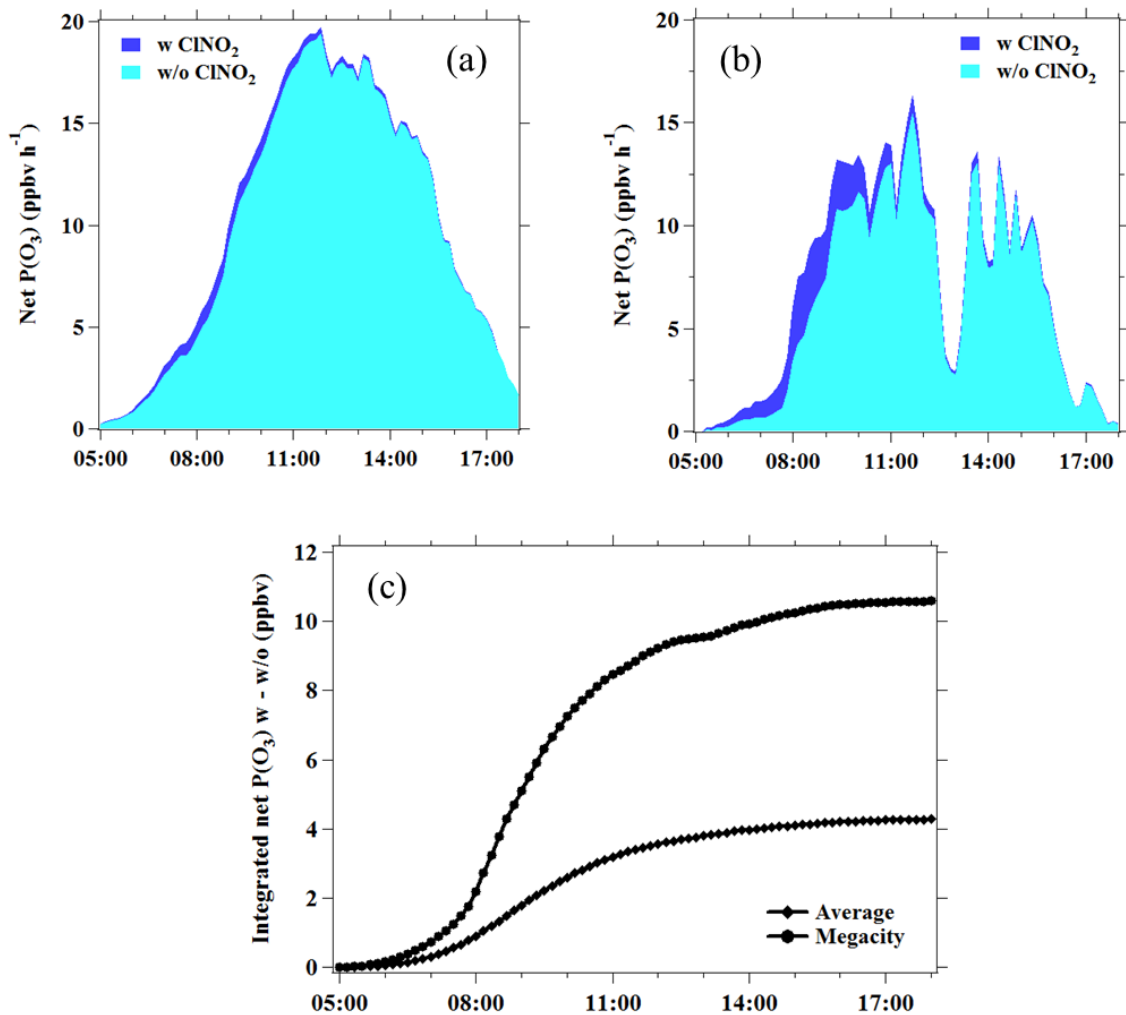 20
15
10
5
0
Net P(O₃) (ppbv h⁻¹)
w ClNO₂
w/o ClNO₂
(a)
05:00 08:00 11:00 14:00 17:00
20
15
10
5
0
Net P(O₃) (ppbv h⁻¹)
(b)
w ClNO₂
w/o ClNO₂
05:00 08:00 11:00 14:00 17:00
12
10
8
6
4
2
0
Integrated net P(O₃) w - w/o (ppbv)
(c)
Average
Megacity
05:00 08:00 11:00 14:00 17:00